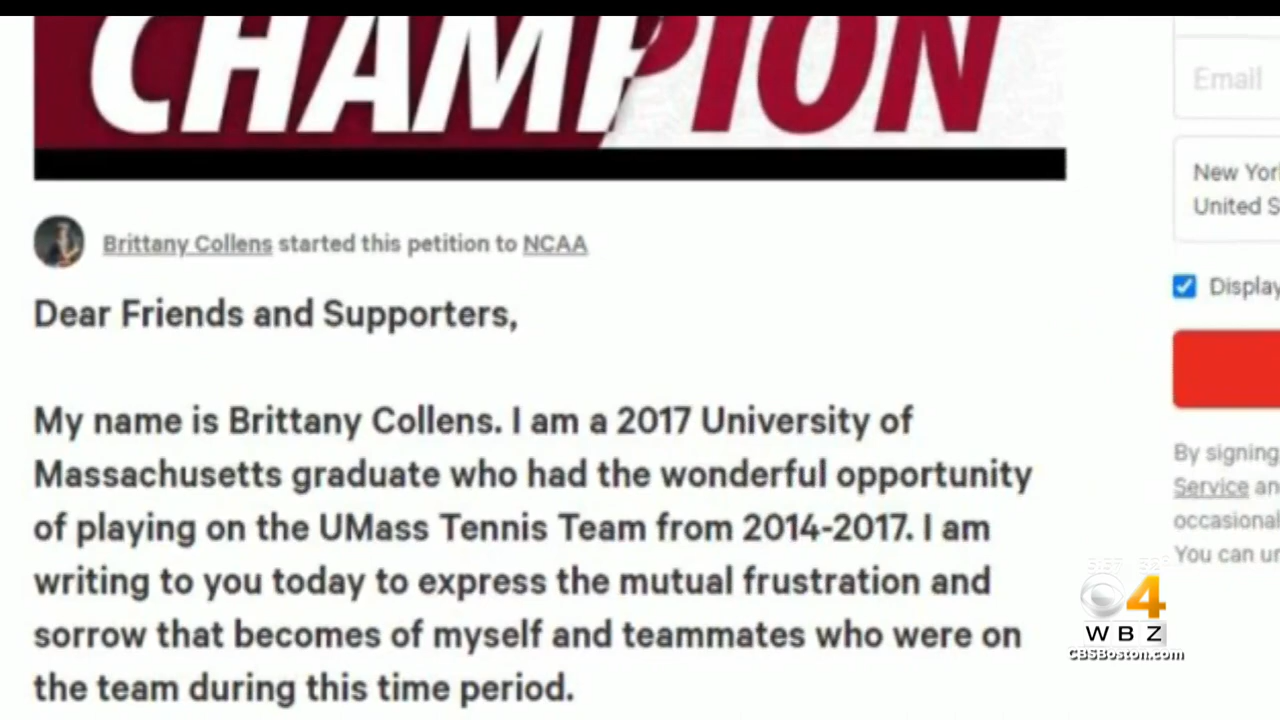 CHAMPION
Brittany Collens started this petition to NCAA
Dear Friends and Supporters,
My name is Brittany Collens. I am a 2017 University of
Massachusetts graduate who had the wonderful opportunity
of playing on the UMass Tennis Team from 2014-2017. I am
writing to you today to express the mutual frustration and
sorrow that becomes of myself and teammates who were on
the team during this time period.
Email
New York
United S
Display
By signing
Service an
occasional
You can un
4
WBZ
CBSBoston.com